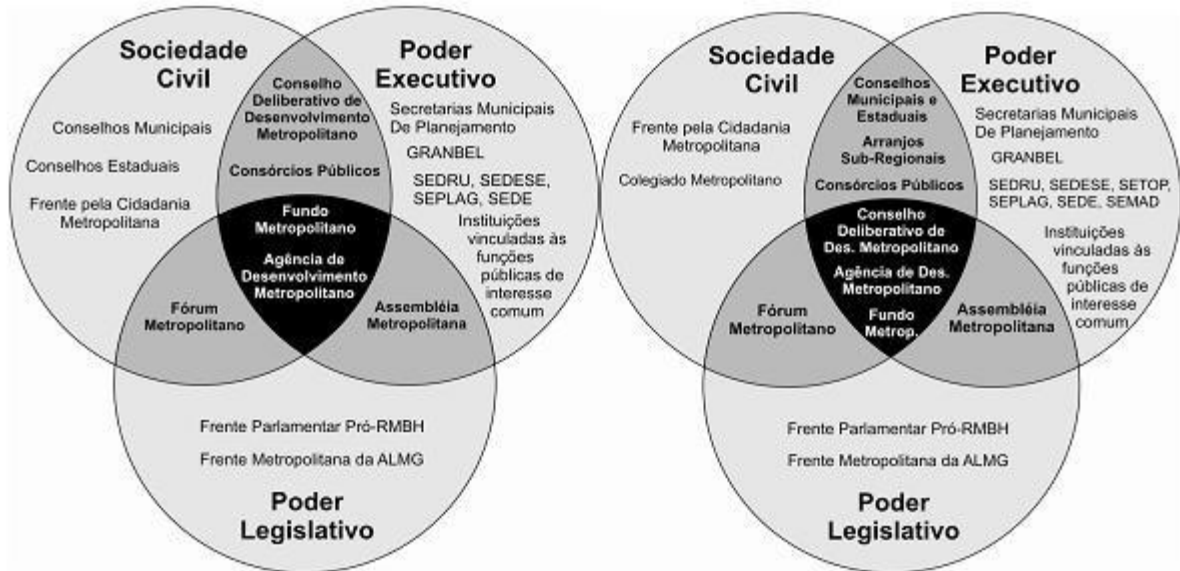 Sociedade
Civil
Poder
Executivo
Conselho
Deliberativo de
Desenvolvimento
Metropolitano
Consórcios Públicos
Conselhos Municipais
Conselhos Estaduais
Frente pela Cidadania
Metropolitana
Secretarias Municipais
De Planejamento
GRANBEL
SEDRU, SEDESE,
SEPLAG, SEDE
Instituições
vinculadas às
funções
públicas de
interesse
comum
Fundo
Metropolitano
Agência de
Desenvolvimento
Metropolitano
Fórum
Metropolitano
Assembléia
Metropolitana
Frente Parlamentar Pró-RMBH
Frente Metropolitana da ALMG
Poder
Legislativo
Sociedade
Civil
Poder
Executivo
Conselhos
Municipais e
Estaduais
Arranjos
Sub-Regionais
Consórcios Públicos
Frente pela Cidadania
Metropolitana
Colegiado Metropolitano
Secretarias Municipais
De Planejamento
GRANBEL
SEDRU, SEDESE, SETOP,
SEPLAG, SEDE, SEMAD
Instituições
vinculadas às
funções
públicas de
interesse
comum
Conselho
Deliberativo de
Des. Metropolitano
Agência de Des.
Metropolitano
Fundo
Metrop.
Fórum
Metropolitano
Assembléia
Metropolitana
Frente Parlamentar Pró-RMBH
Frente Metropolitana da ALMG
Poder
Legislativo